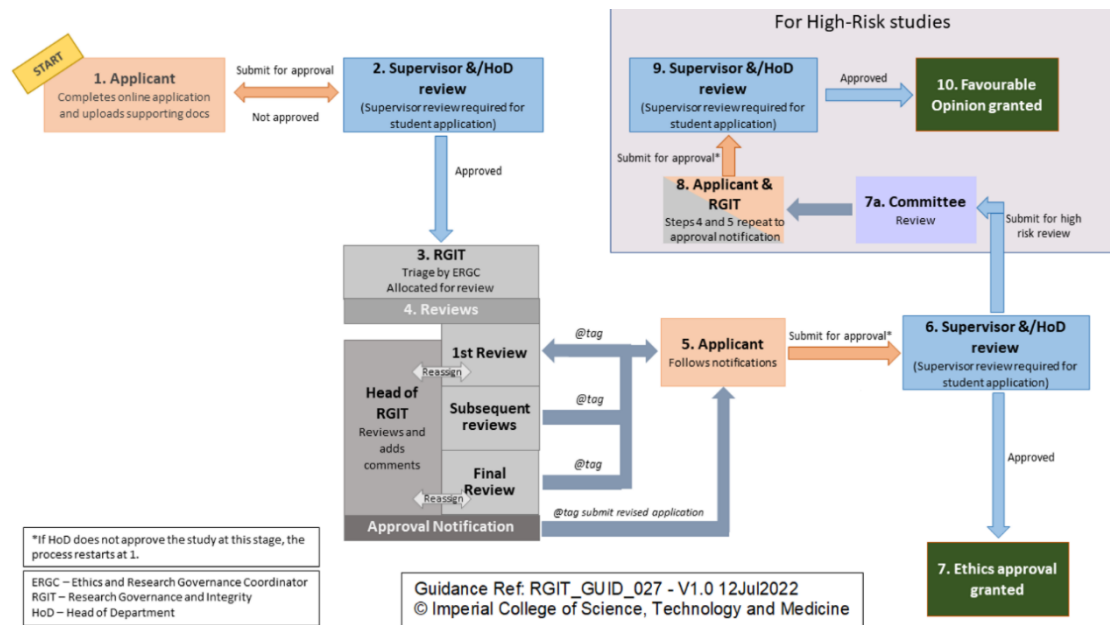 START
1. Applicant
Completes online application
and uploads supporting docs
Submit for approval
Not approved
2. Supervisor &/HoD
review
(Supervisor review required for
student application)
Approved
3. RGIT
Triage by ERGC
Allocated for review
4. Reviews
1st Review
Reassign
Head of
RGIT
Reviews and
adds
comments
Subsequent
reviews
Final
Review
Reassign
Approval Notification
@tag
@tag
@tag
@tag submit revised application
5. Applicant
Follows notifications
Submit for approval*
6. Supervisor &/HoD
review
(Supervisor review required for
student application)
Approved
7. Ethics approval
granted
Submit for high
risk review
For High-Risk studies
7a. Committee
Review
8. Applicant &
RGIT
Steps 4 and 5 repeat to
approval notification
Submit for approval*
9. Supervisor &/HoD
review
(Supervisor review required for
student application)
Approved
10. Favourable
Opinion granted
*If HoD does not approve the study at this stage, the
process restarts at 1.
ERGC – Ethics and Research Governance Coordinator
RGIT – Research Governance and Integrity
HoD – Head of Department
Guidance Ref: RGIT_GUID_027 - V1.0 12Jul2022
© Imperial College of Science, Technology and Medicine